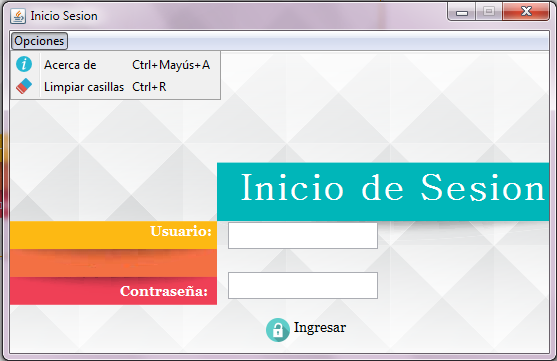 Inicio Sesion
Opciones
Acerca de Ctrl+Mayús+A
Limpiar casillas Ctrl+R
Inicio de Sesion
Usuario:
Contraseña:
Ingresar